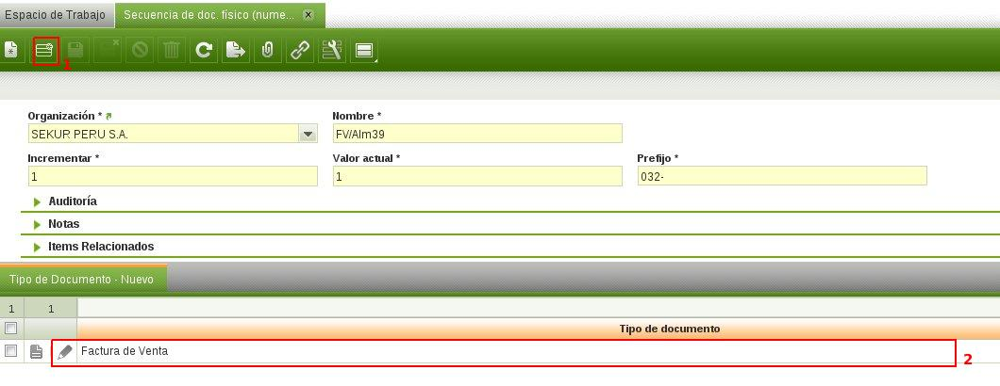 Espacio de Trabajo Secuencia de doc. físico (nume... x
1
Organización * Nombre *
SEKUR PERU S.A. FV/Alm39
Incrementar * Valor actual * Prefijo *
1 1 032-
Auditoría
Notas
Items Relacionados
Tipo de Documento - Nuevo
1 1
Tipo de documento
Factura de Venta
2